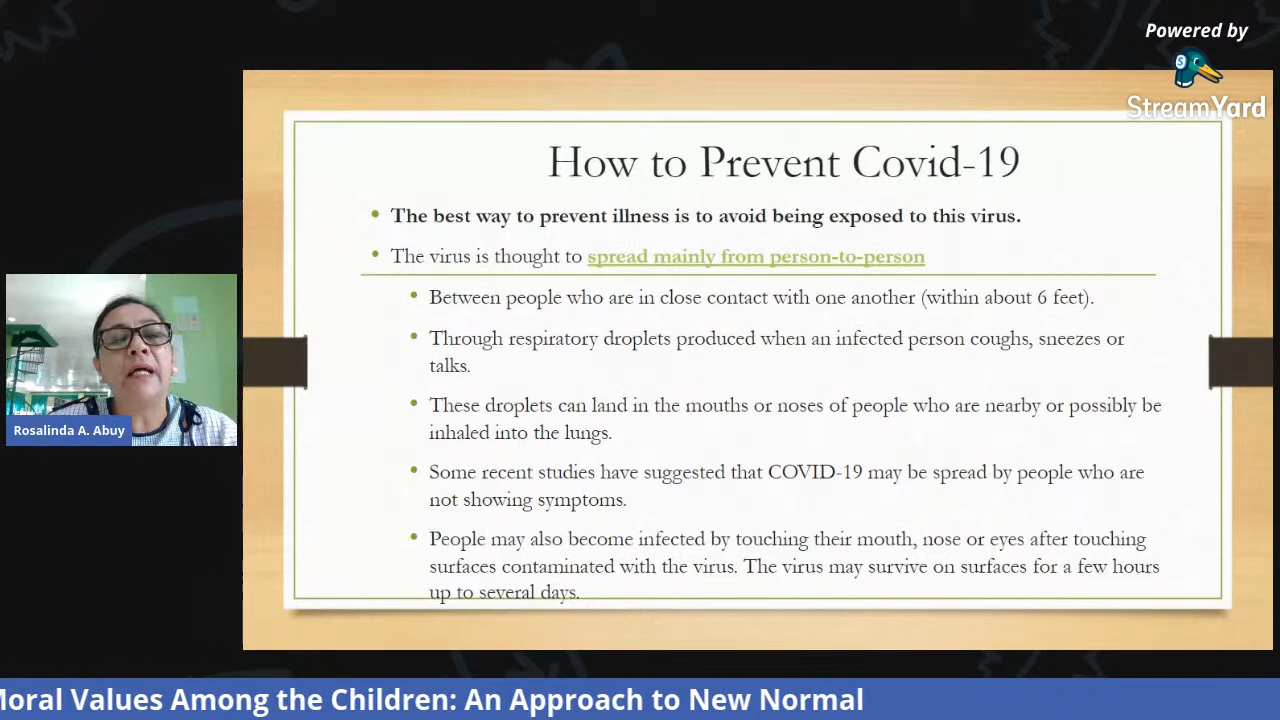 Powered by
StreamYard
How to Prevent Covid-19
• The best way to prevent illness is to avoid being exposed to this virus.
• The virus is thought to spread mainly from person-to-person
• Between people who are in close contact with one another (within about 6 feet).
• Through respiratory droplets produced when an infected person coughs, sneezes or
talks.
• These droplets can land in the mouths or noses of people who are nearby or possibly be
inhaled into the lungs.
• Some recent studies have suggested that COVID-19 may be spread by people who are
not showing symptoms.
• People may also become infected by touching their mouth, nose or eyes after touching
surfaces contaminated with the virus. The virus may survive on surfaces for a few hours
up to several days.
Rosalinda A. Abuy
Moral Values Among the Children: An Approach to New Normal